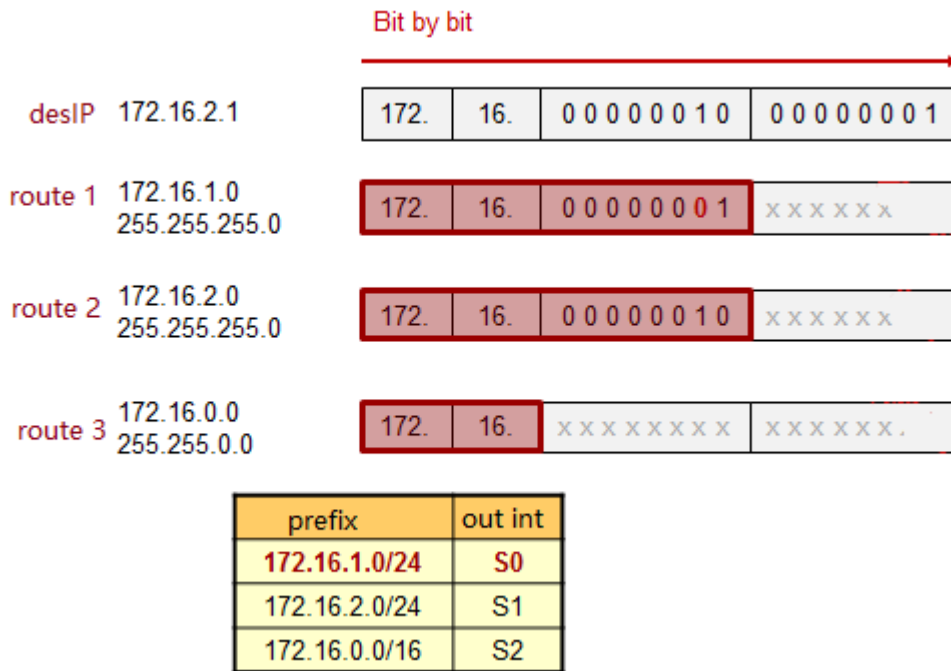 Bit by bit
desIP 172.16.2.1 172. 16. 0 0 0 0 0 0 1 0 0 0 0 0 0 0 0 1
route 1 172.16.1.0
255.255.255.0
172. 16. 0 0 0 0 0 0 0 1 x x x x x x
route 2 172.16.2.0
255.255.255.0
172. 16. 0 0 0 0 0 0 1 0 x x x x x x
route 3 172.16.0.0
255.255.0.0
172. 16. x x x x x x x x x x x x x x.
prefix out int
172.16.1.0/24 S0
172.16.2.0/24 S1
172.16.0.0/16 S2